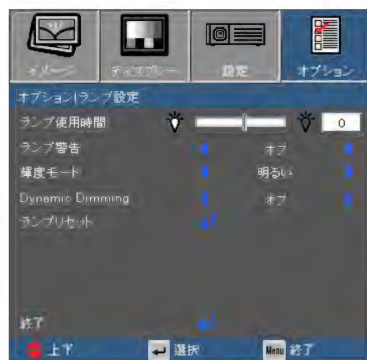 イメージ ディスプレー 設定 オプション
オプション|ランプ設定
ランプ使用時間 0
ランプ警告 オフ
輝度モード 明るい
Dynamic Dimming オフ
ランプリセット
終了
上下 選択 Menu 終了